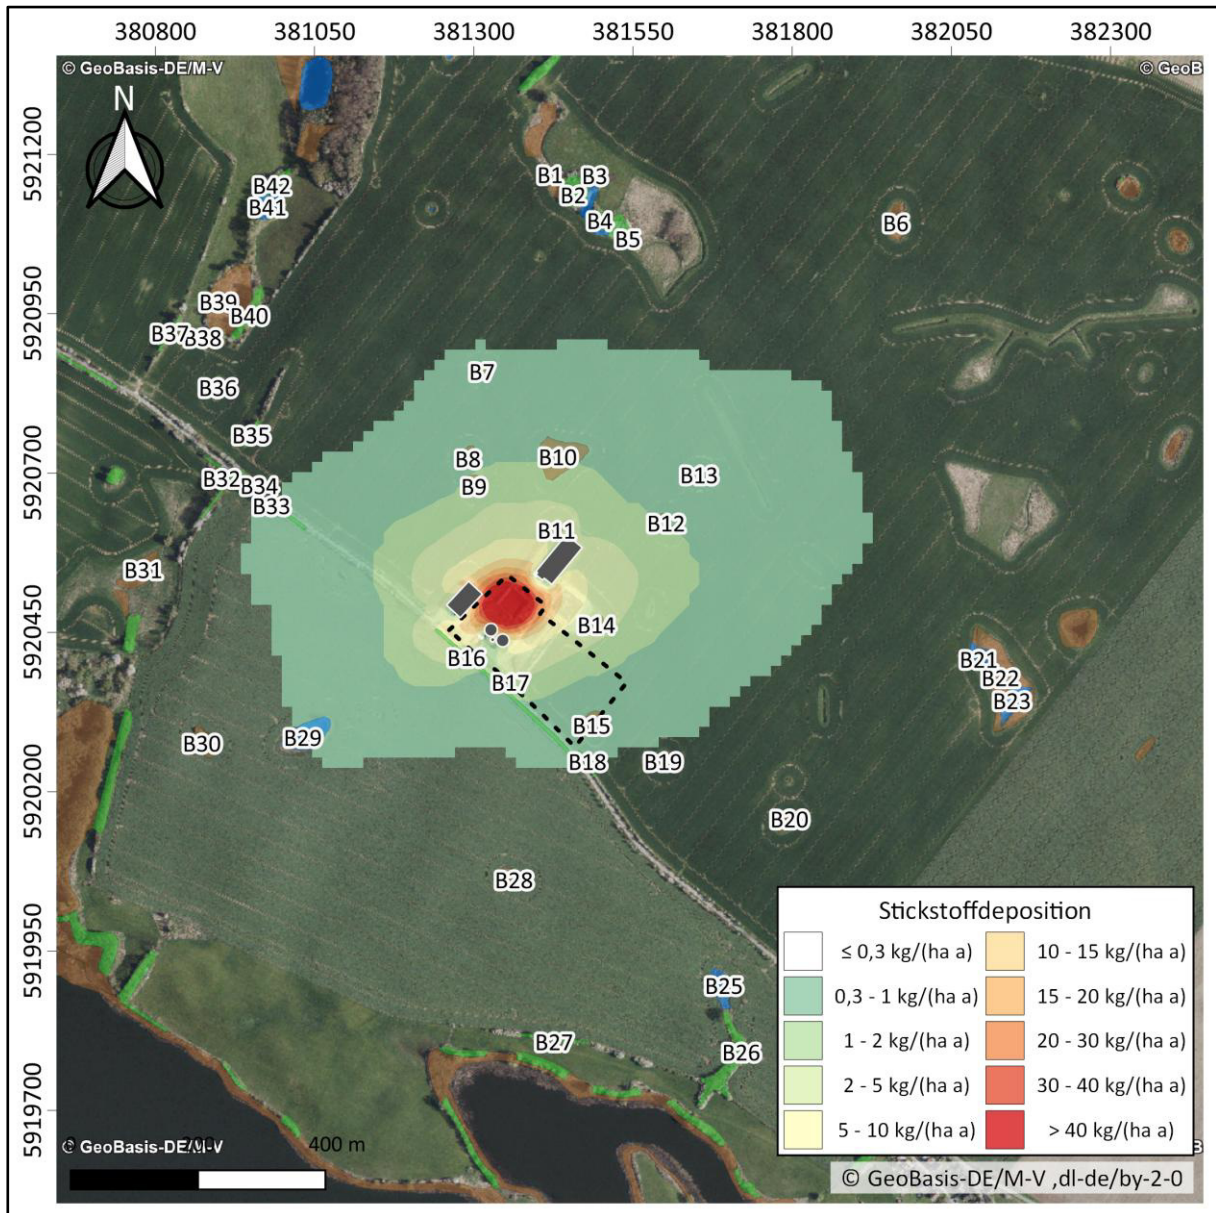 380800 381050 381300 381550 381800 382050 382300
© GeoBasis-DE/M-V
© GeoB
N
5921200
5920950
5920700
5920450
5920200
5919950
5919700
B42
B41
B1
B3
B2
B4
B5
B6
B39
B40
B37
B38
B36
B7
B35
B8
B10
B9
B13
B32
B34
B33
B12
B11
B31
B14
B16
B17
B21
B22
B23
B15
B29
B30
B18
B19
B20
B28
B25
B27
B26
Stickstoffdeposition
≤ 0,3 kg/(ha a)
0,3 - 1 kg/(ha a)
1 - 2 kg/(ha a)
2 - 5 kg/(ha a)
5 - 10 kg/(ha a)
10 - 15 kg/(ha a)
15 - 20 kg/(ha a)
20 - 30 kg/(ha a)
30 - 40 kg/(ha a)
> 40 kg/(ha a)
© GeoBasis-DE/M-V
0 200 400 m
B
© GeoBasis-DE/M-V ,dl-de/by-2-0